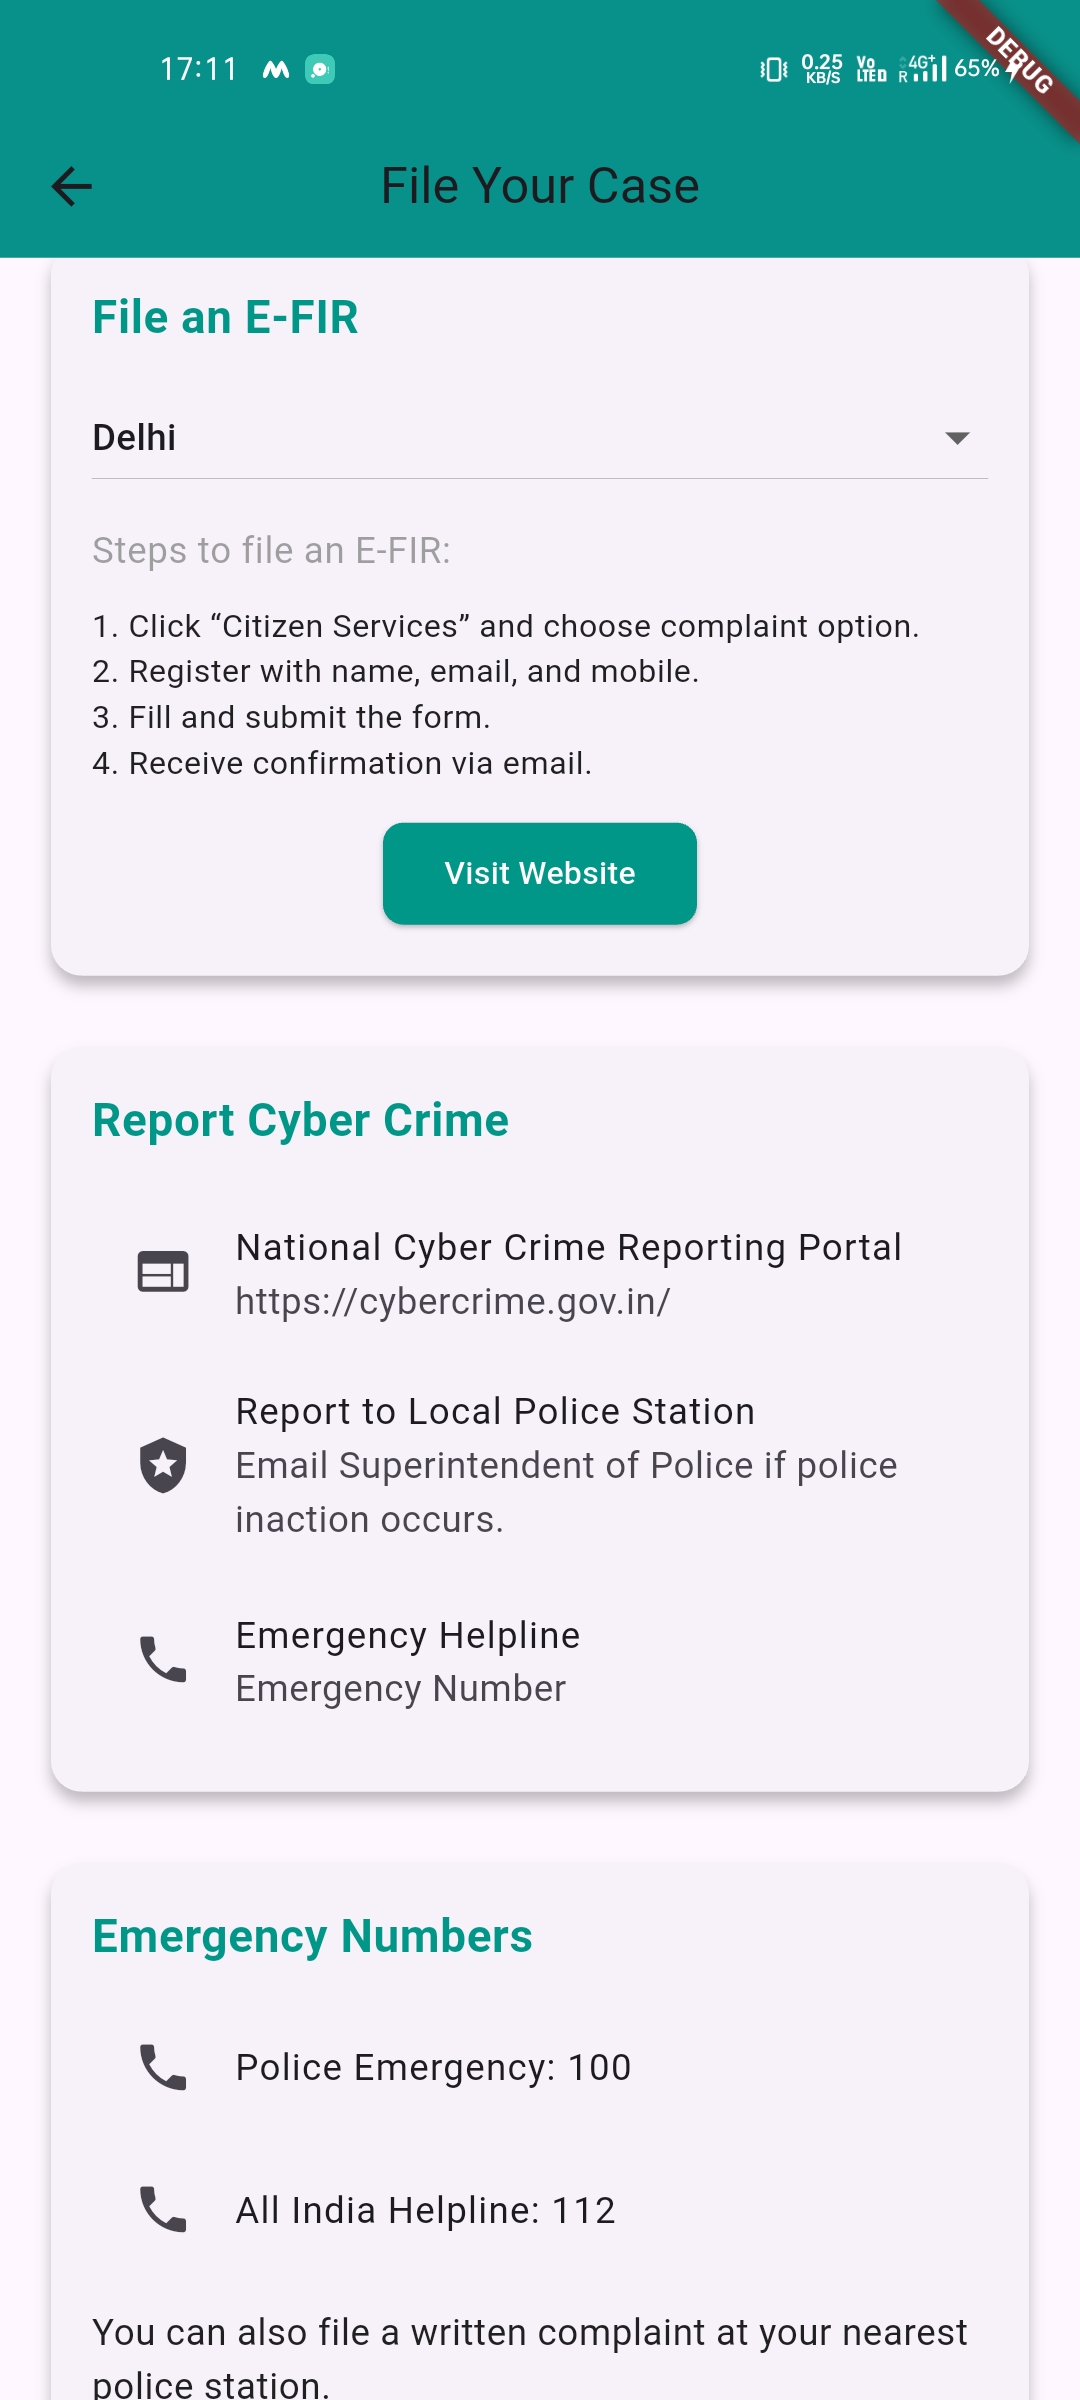 17:11
0.25
KB/S
Vo
LTE
4G+
R
65%
DEBUG
File Your Case
File an E-FIR
Delhi
Steps to file an E-FIR:
1. Click “Citizen Services” and choose complaint option.
2. Register with name, email, and mobile.
3. Fill and submit the form.
4. Receive confirmation via email.
Visit Website
Report Cyber Crime
National Cyber Crime Reporting Portal
https://cybercrime.gov.in/
Report to Local Police Station
Email Superintendent of Police if police
inaction occurs.
Emergency Helpline
Emergency Number
Emergency Numbers
Police Emergency: 100
All India Helpline: 112
You can also file a written complaint at your nearest
police station.